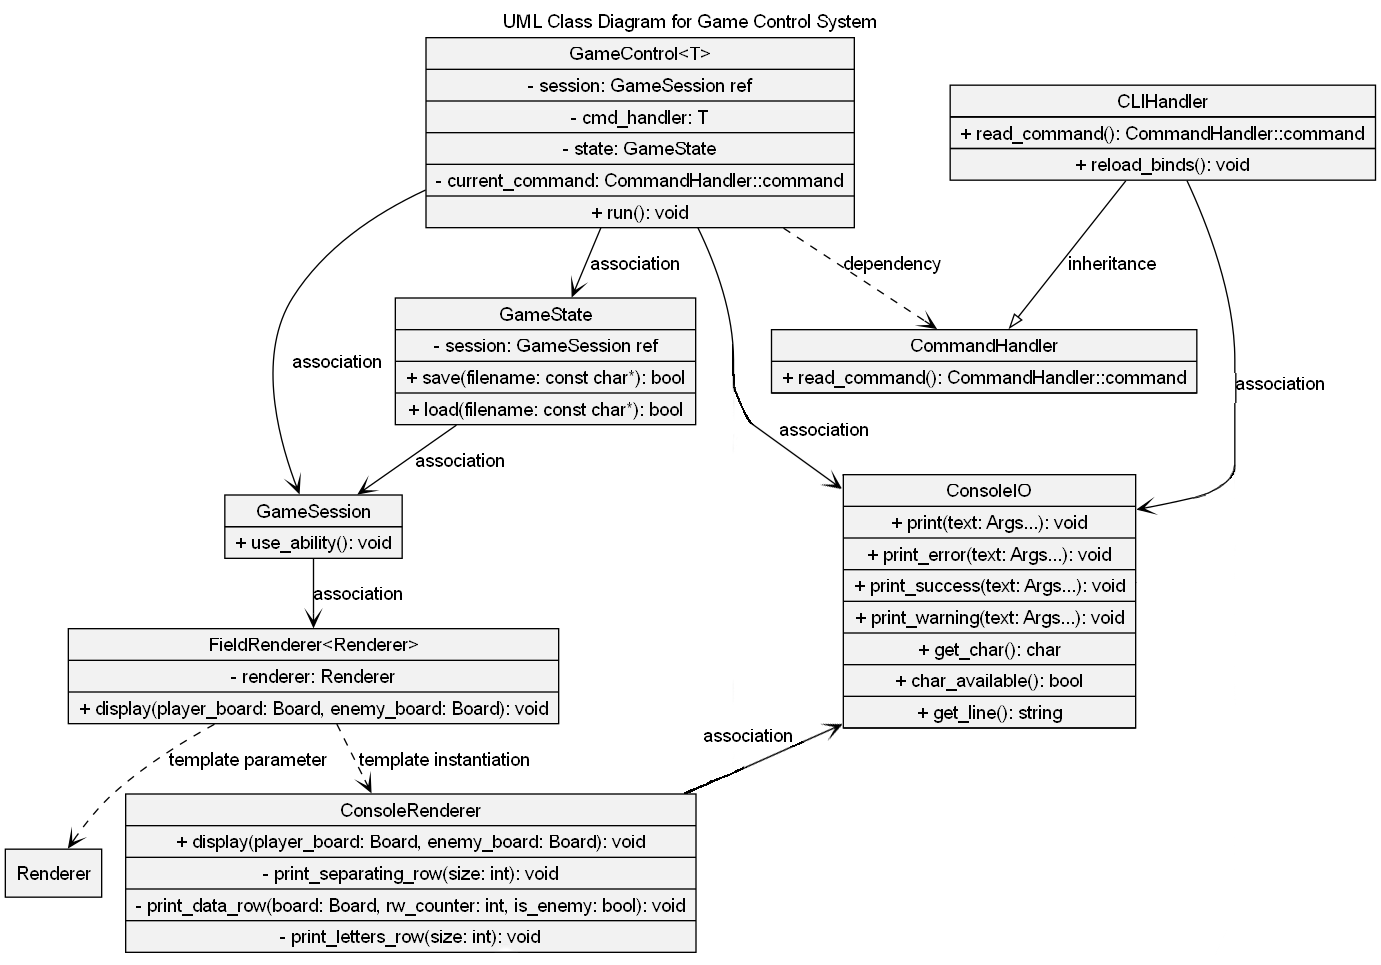 UML Class Diagram for Game Control System
GameControl<T>
- session: GameSession ref
- cmd_handler: T
- state: GameState
- current_command: CommandHandler::command
+ run(): void
CLIHandler
+ read_command(): CommandHandler::command
+ reload_binds(): void
association
dependency
inheritance
GameState
- session: GameSession ref
+ save(filename: const char*): bool
+ load(filename: const char*): bool
CommandHandler
+ read_command(): CommandHandler::command
association
association
association
association
GameSession
+ use_ability(): void
ConsoleIO
+ print(text: Args...): void
+ print_error(text: Args...): void
+ print_success(text: Args...): void
+ print_warning(text: Args...): void
+ get_char(): char
+ char_available(): bool
+ get_line(): string
association
FieldRenderer<Renderer>
- renderer: Renderer
+ display(player_board: Board, enemy_board: Board): void
association
template parameter
template instantiation
Renderer
ConsoleRenderer
+ display(player_board: Board, enemy_board: Board): void
- print_separating_row(size: int): void
- print_data_row(board: Board, rw_counter: int, is_enemy: bool): void
- print_letters_row(size: int): void